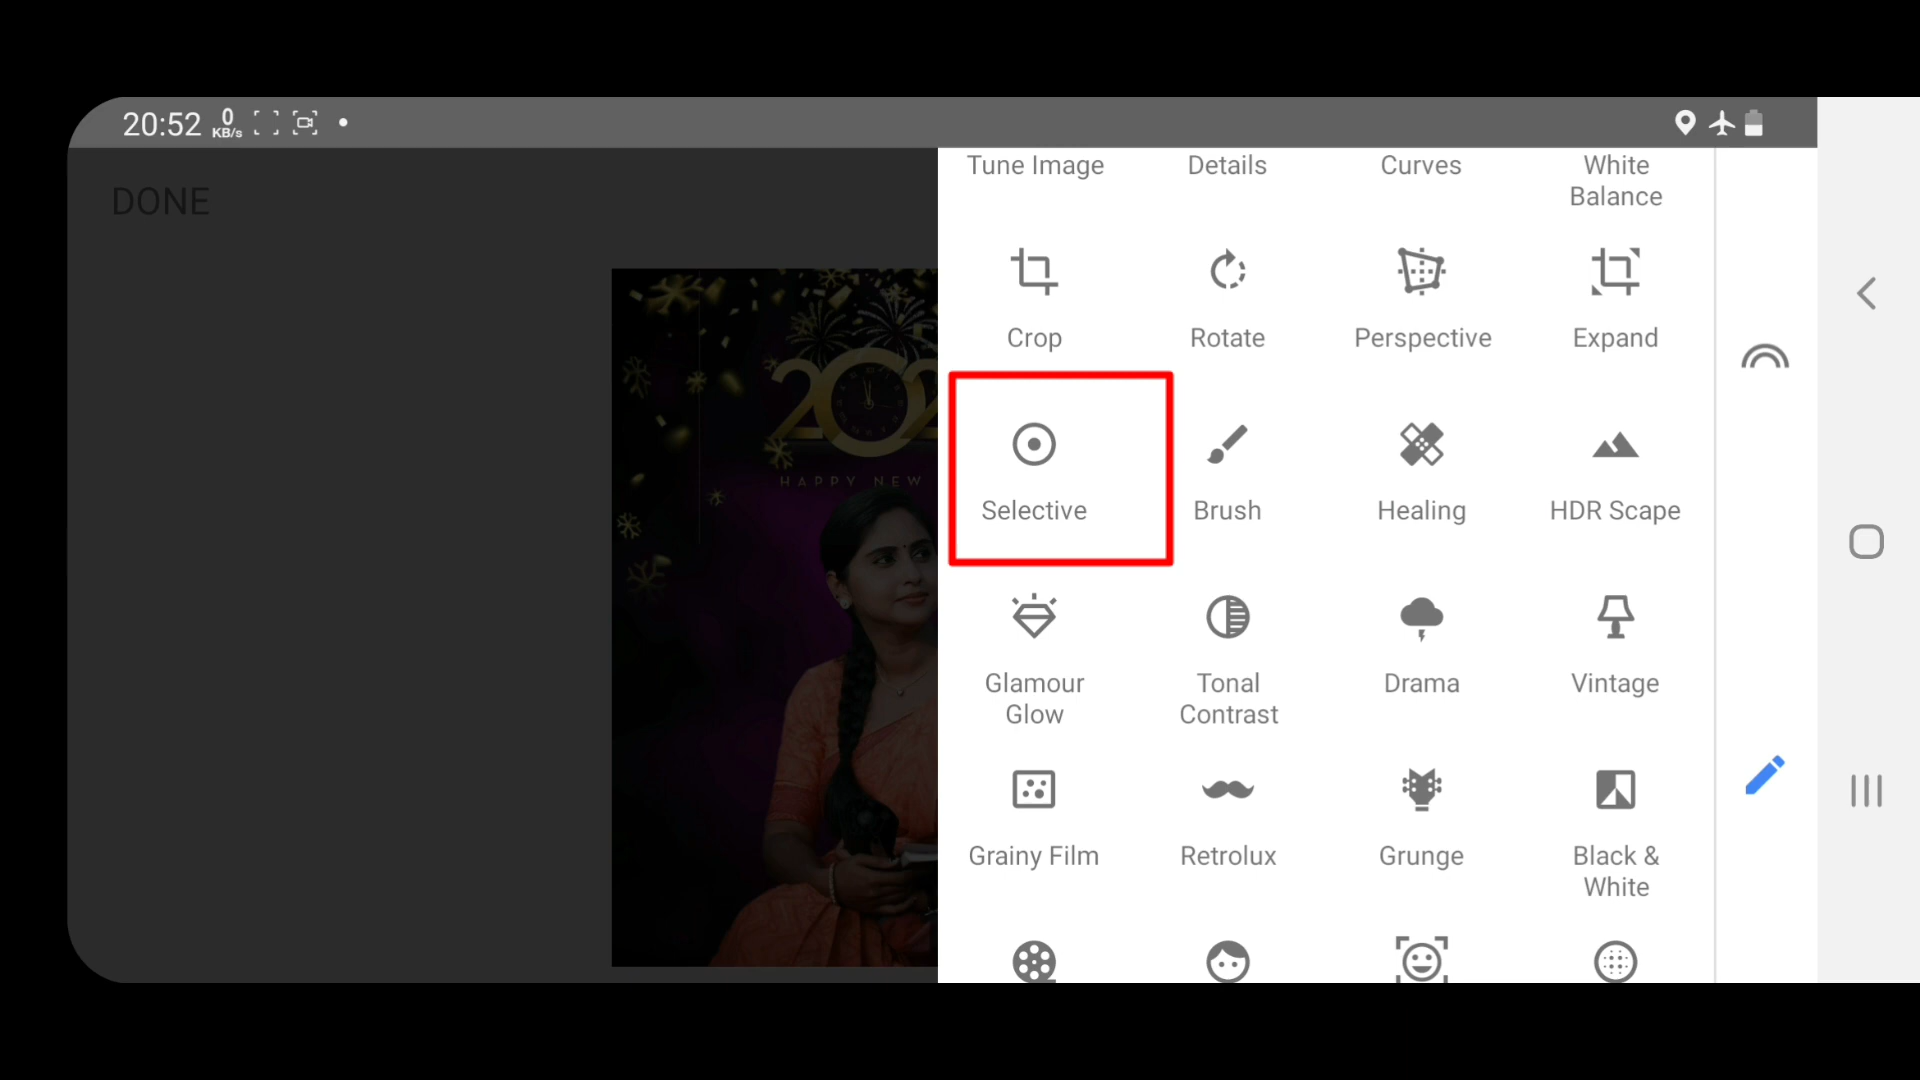 20:52 0 KB/s
DONE
Tune Image Details Curves White Balance
Crop Rotate Perspective Expand
Selective Brush Healing HDR Scape
Glamour Glow Tonal Contrast Drama Vintage
Grainy Film Retrolux Grunge Black & White
202
HAPPY NEW